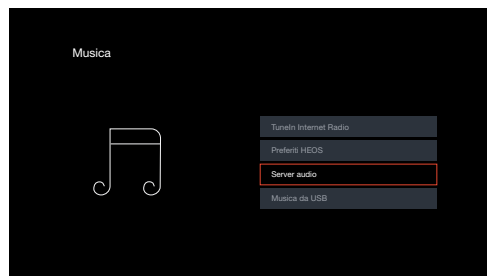 Musica
TuneIn Internet Radio
Preferiti HEOS
Server audio
Musica da USB